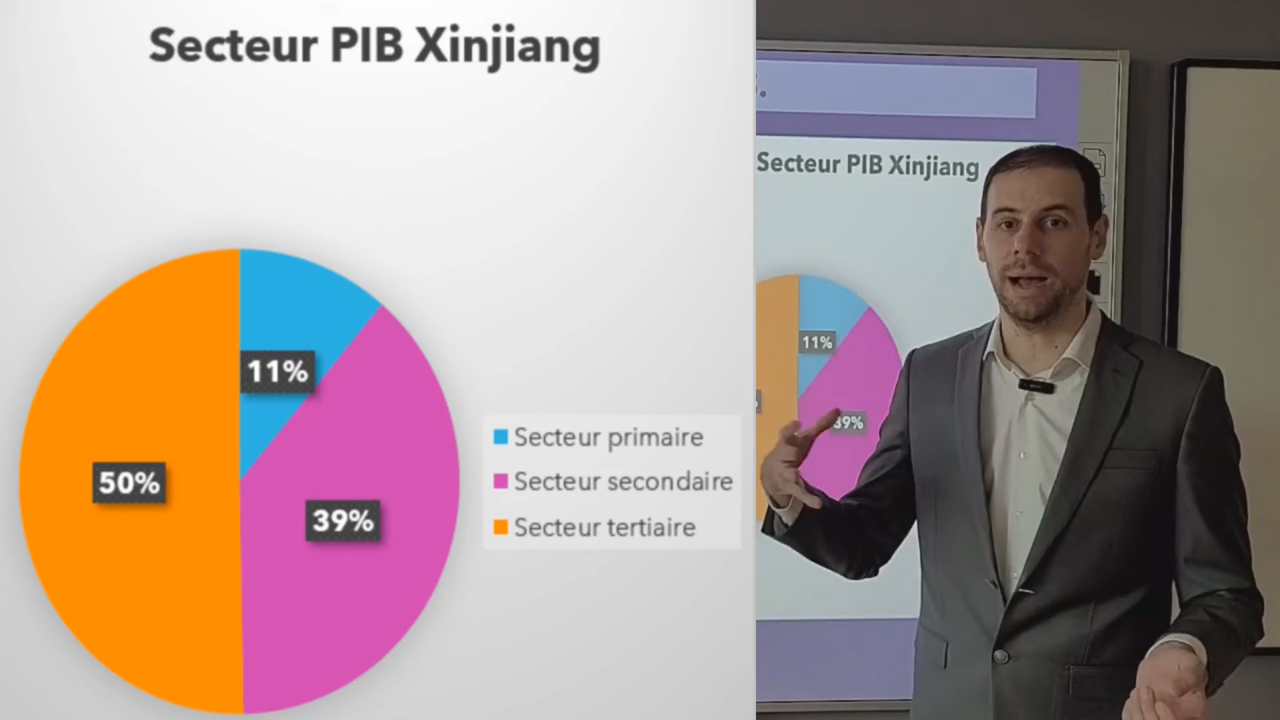 Secteur PIB Xinjiang
11%
50%
39%
Secteur primaire
Secteur secondaire
Secteur tertiaire
Secteur PIB Xinjiang
11%
39%